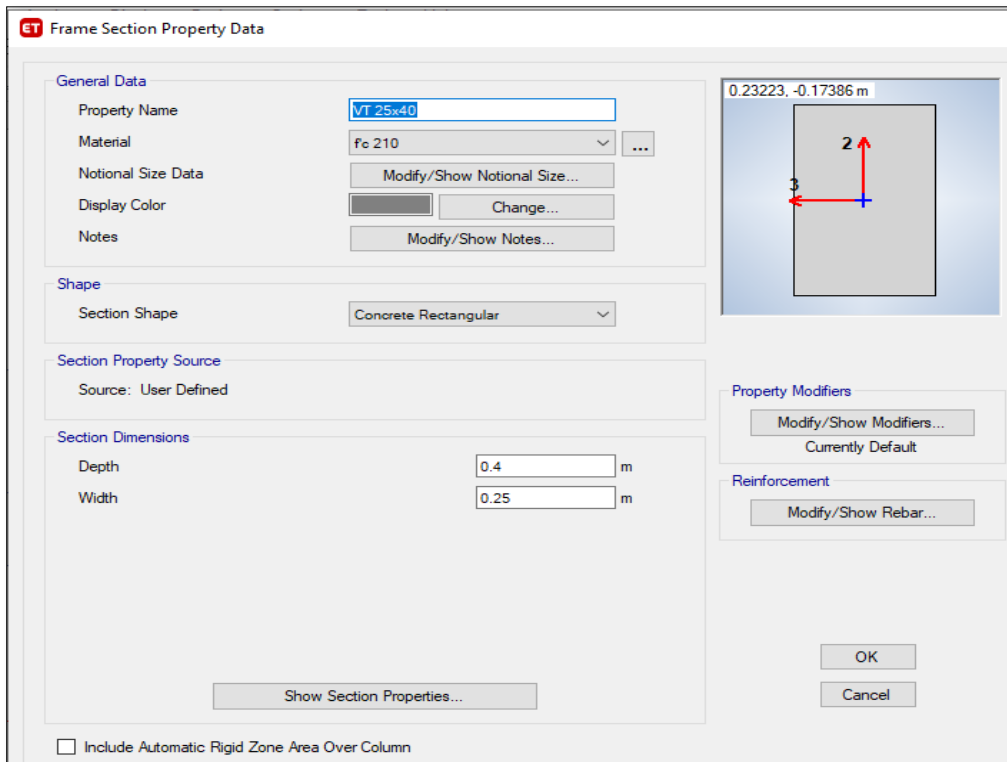 ET Frame Section Property Data
General Data
Property Name VT 25x40
Material f'c 210 ...
Notional Size Data Modify/Show Notional Size...
Display Color Change...
Notes Modify/Show Notes...
Shape
Section Shape Concrete Rectangular
Section Property Source
Source: User Defined
Section Dimensions
Depth 0.4 m
Width 0.25 m
Show Section Properties...
Include Automatic Rigid Zone Area Over Column
0.23223, -0.17386 m
2
3
Property Modifiers
Modify/Show Modifiers...
Currently Default
Reinforcement
Modify/Show Rebar...
OK
Cancel